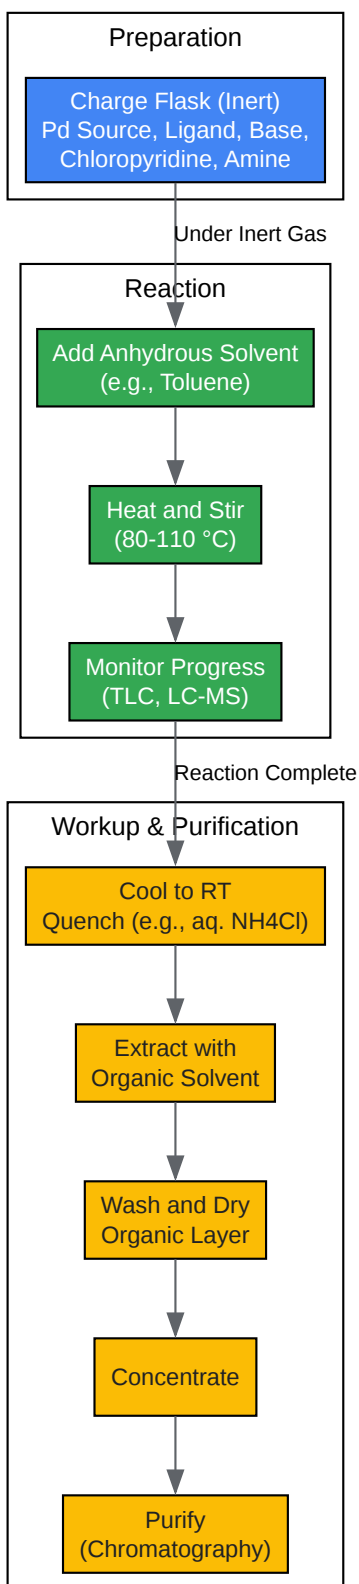 Preparation
Charge Flask (Inert)
Pd Source, Ligand, Base,
Chloropyridine, Amine
Under Inert Gas
Reaction
Add Anhydrous Solvent
(e.g., Toluene)
Heat and Stir
(80-110 °C)
Monitor Progress
(TLC, LC-MS)
Reaction Complete
Workup & Purification
Cool to RT
Quench (e.g., aq. NH4Cl)
Extract with
Organic Solvent
Wash and Dry
Organic Layer
Concentrate
Purify
(Chromatography)